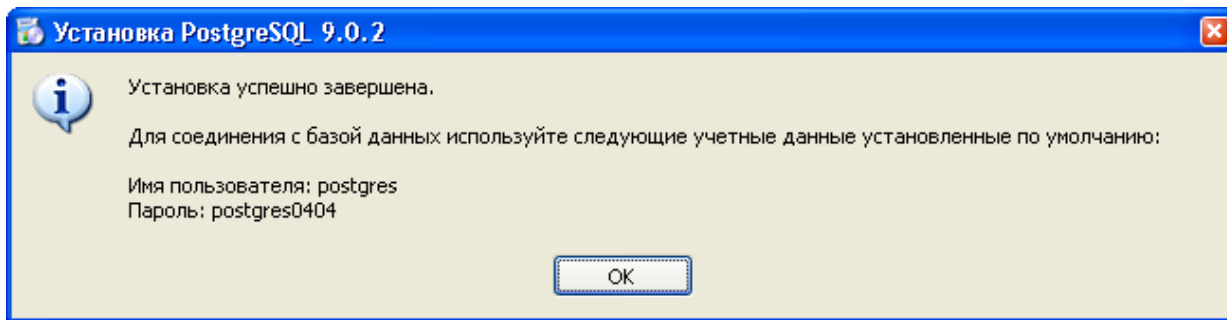 Установка PostgreSQL 9.0.2
Установка успешно завершена.
Для соединения с базой данных используйте следующие учетные данные установленные по умолчанию:
Имя пользователя: postgres
Пароль: postgres0404
OK